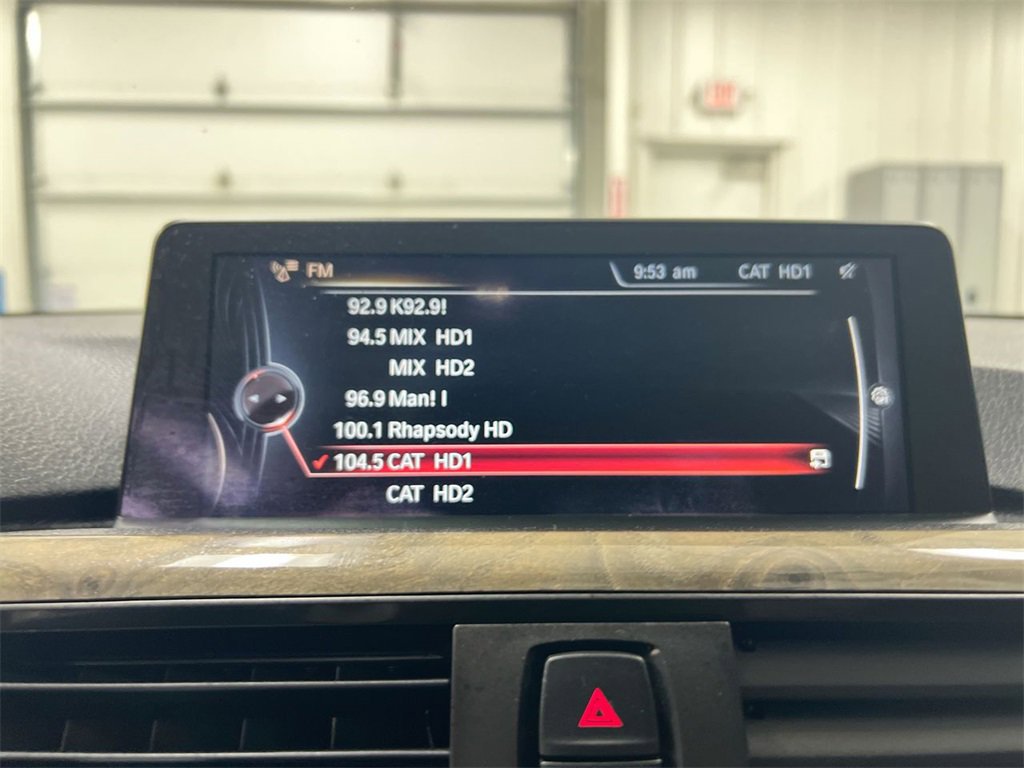 FM 9:53 am CAT HD1
92.9 K92.9!
94.5 MIX HD1
MIX HD2
96.9 Man! I
100.1 Rhapsody HD
104.5 CAT HD1
CAT HD2